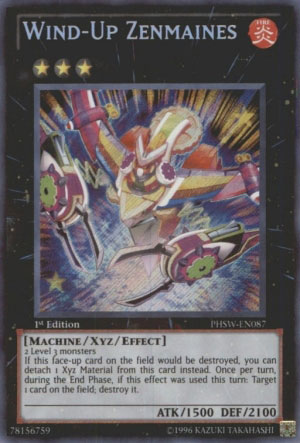 WIND-UP ZENMAINES
FIRE
炎
1st Edition
PHSW-EN087
[MACHINE/XYZ/EFFECT]
2 Level 3 monsters
If this face-up card on the field would be destroyed, you can
detach 1 Xyz Material from this card instead. Once per turn,
during the End Phase, if this effect was used this turn: Target
1 card on the field; destroy it.
ATK/1500 DEF/2100
78156759
©1996 KAZUKI TAKAHASHI